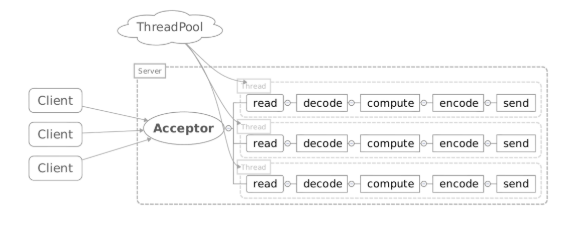 ThreadPool
Server
Client
Client
Client
Acceptor
Thread
read decode compute encode send
Thread
read decode compute encode send
Thread
read decode compute encode send